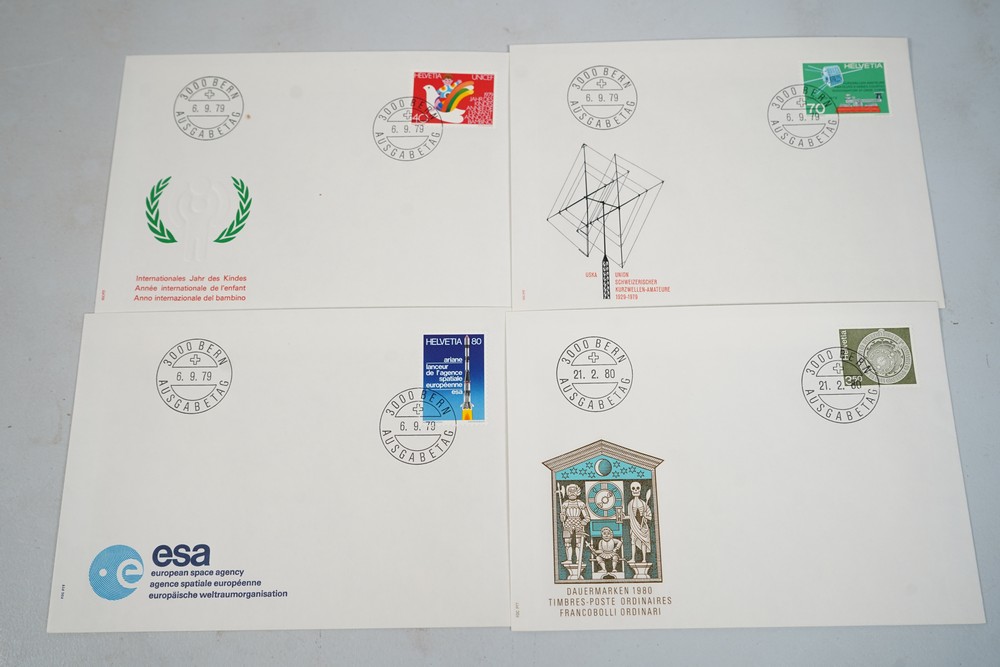 3000 BERN
6. 9. 79
AUSGABETAG
HELVETIA UNICEF
40
3000 BERN
6. 9. 79
AUSGABETAG
Internationales Jahr des Kindes
Année internationale de l'enfant
Anno internazionale del bambino
3000 BERN
6. 9. 79
AUSGABETAG
HELVETIA
70
3000 BERN
6. 9. 79
AUSGABETAG
USKA UNION
SCHWEIZERISCHER
KURZWELLEN-AMATEURE
1929-1979
3000 BERN
6. 9. 79
AUSGABETAG
HELVETIA 80
ariane
lanceur
de l'agence
spatiale
européenne
esa
3000 BERN
6. 9. 79
AUSGABETAG
e
esa
european space agency
agence spatiale européenne
europäische weltraumorganisation
3000 BERN
21. 2. 80
AUSGABETAG
Helvetia
3000 BERN
21. 2. 80
AUSGABETAG
DAUERMARKEN 1980
TIMBRES-POSTE ORDINAIRES
FRANCOBOLLI ORDINARI